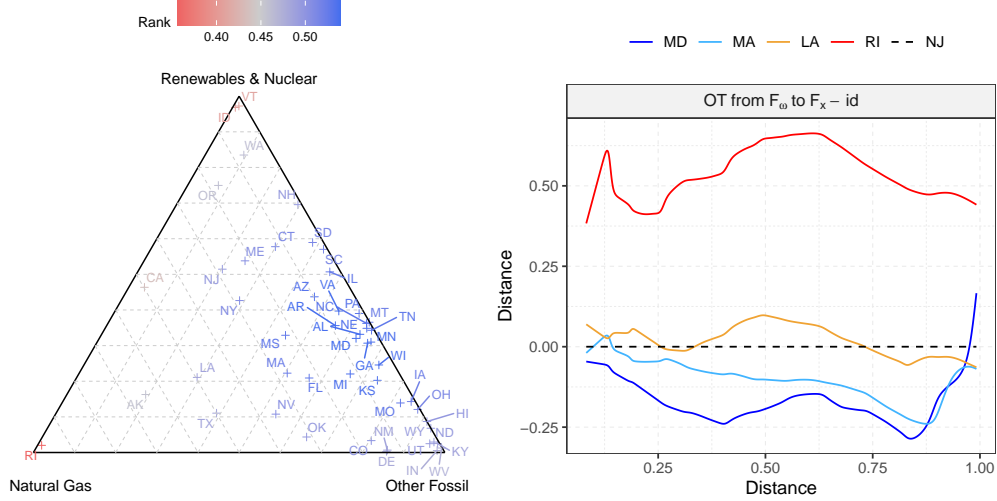 Rank
0.40 0.45 0.50
MD MA LA RI NJ
Renewables & Nuclear
VT
ID
WA
OR
NH
CT SD
ME SC
CA NJ IL
AZ VA
NY AR NC PA MT TN
AL NE
MS MD MN
GA WI
LA MA
FL MI KS IA
AK MO OH
TX NV HI
OK NM WY ND
CO UT KY
RI DE
IN WV
Natural Gas Other Fossil
OT from Fω to Fx − id
Distance
0.50
0.25
0.00
−0.25
0.25 0.50 0.75 1.00
Distance